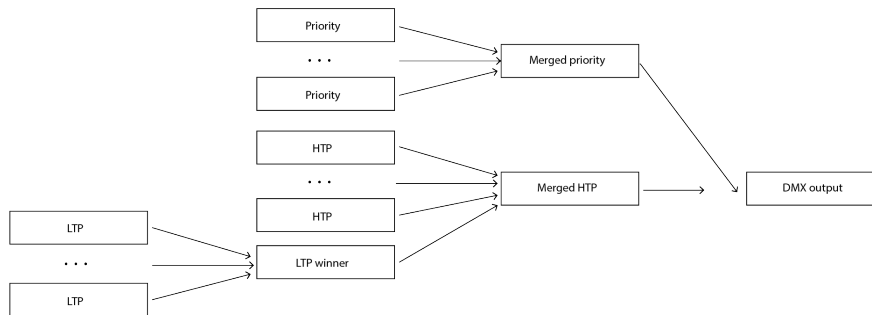 Priority
...
Priority
Merged priority
HTP
...
HTP
Merged HTP
DMX output
LTP
...
LTP
LTP winner